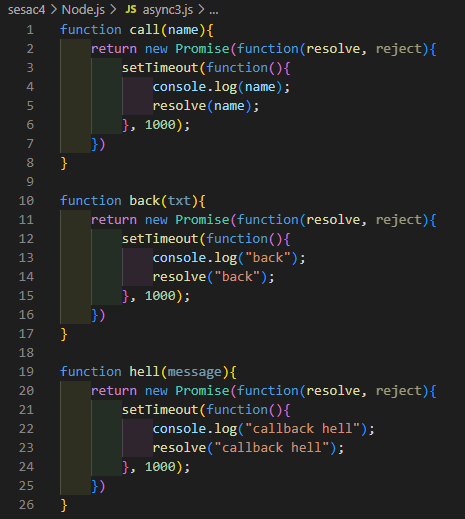 sesac4 > Node.js > JS async3.js > ...
1 function call(name){
2     return new Promise(function(resolve, reject){
3         setTimeout(function(){
4             console.log(name);
5             resolve(name);
6         }, 1000);
7     })
8 }
9
10 function back(txt){
11     return new Promise(function(resolve, reject){
12         setTimeout(function(){
13             console.log("back");
14             resolve("back");
15         }, 1000);
16     })
17 }
18
19 function hell(message){
20     return new Promise(function(resolve, reject){
21         setTimeout(function(){
22             console.log("callback hell");
23             resolve("callback hell");
24         }, 1000);
25     })
26 }